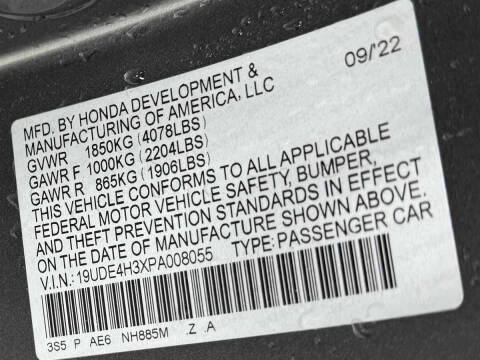 09/'22
MFD. BY HONDA DEVELOPMENT &
MANUFACTURING OF AMERICA, LLC
GVWR 1850KG (4078LBS)
GAWR F 1000KG (2204LBS)
GAWR R 865KG (1906LBS)
THIS VEHICLE CONFORMS TO ALL APPLICABLE
FEDERAL MOTOR VEHICLE SAFETY, BUMPER,
AND THEFT PREVENTION STANDARDS IN EFFECT
ON THE DATE OF MANUFACTURE SHOWN ABOVE.
V.I.N.: 19UDE4H3XPA008055 TYPE: PASSENGER CAR
3S5 P AE6 NH885M .Z .A